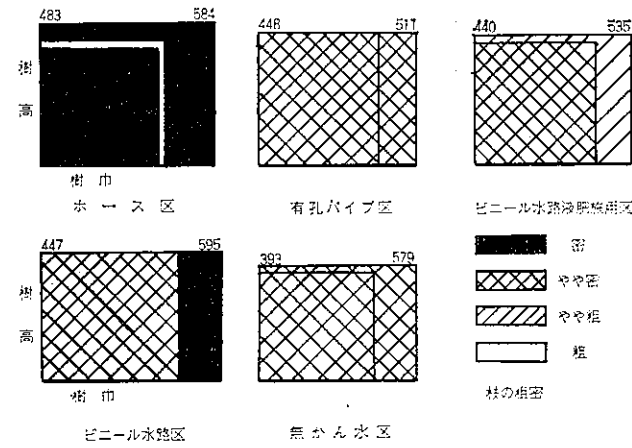 483 584
448 511
440 535
樹高
樹巾
ホース区
有孔パイプ区
ビニール水路液肥施用区
447 595
393 579
樹高
樹巾
ビニール水路区
無かん水区
密
やや密
やや粗
粗
枝の粗密